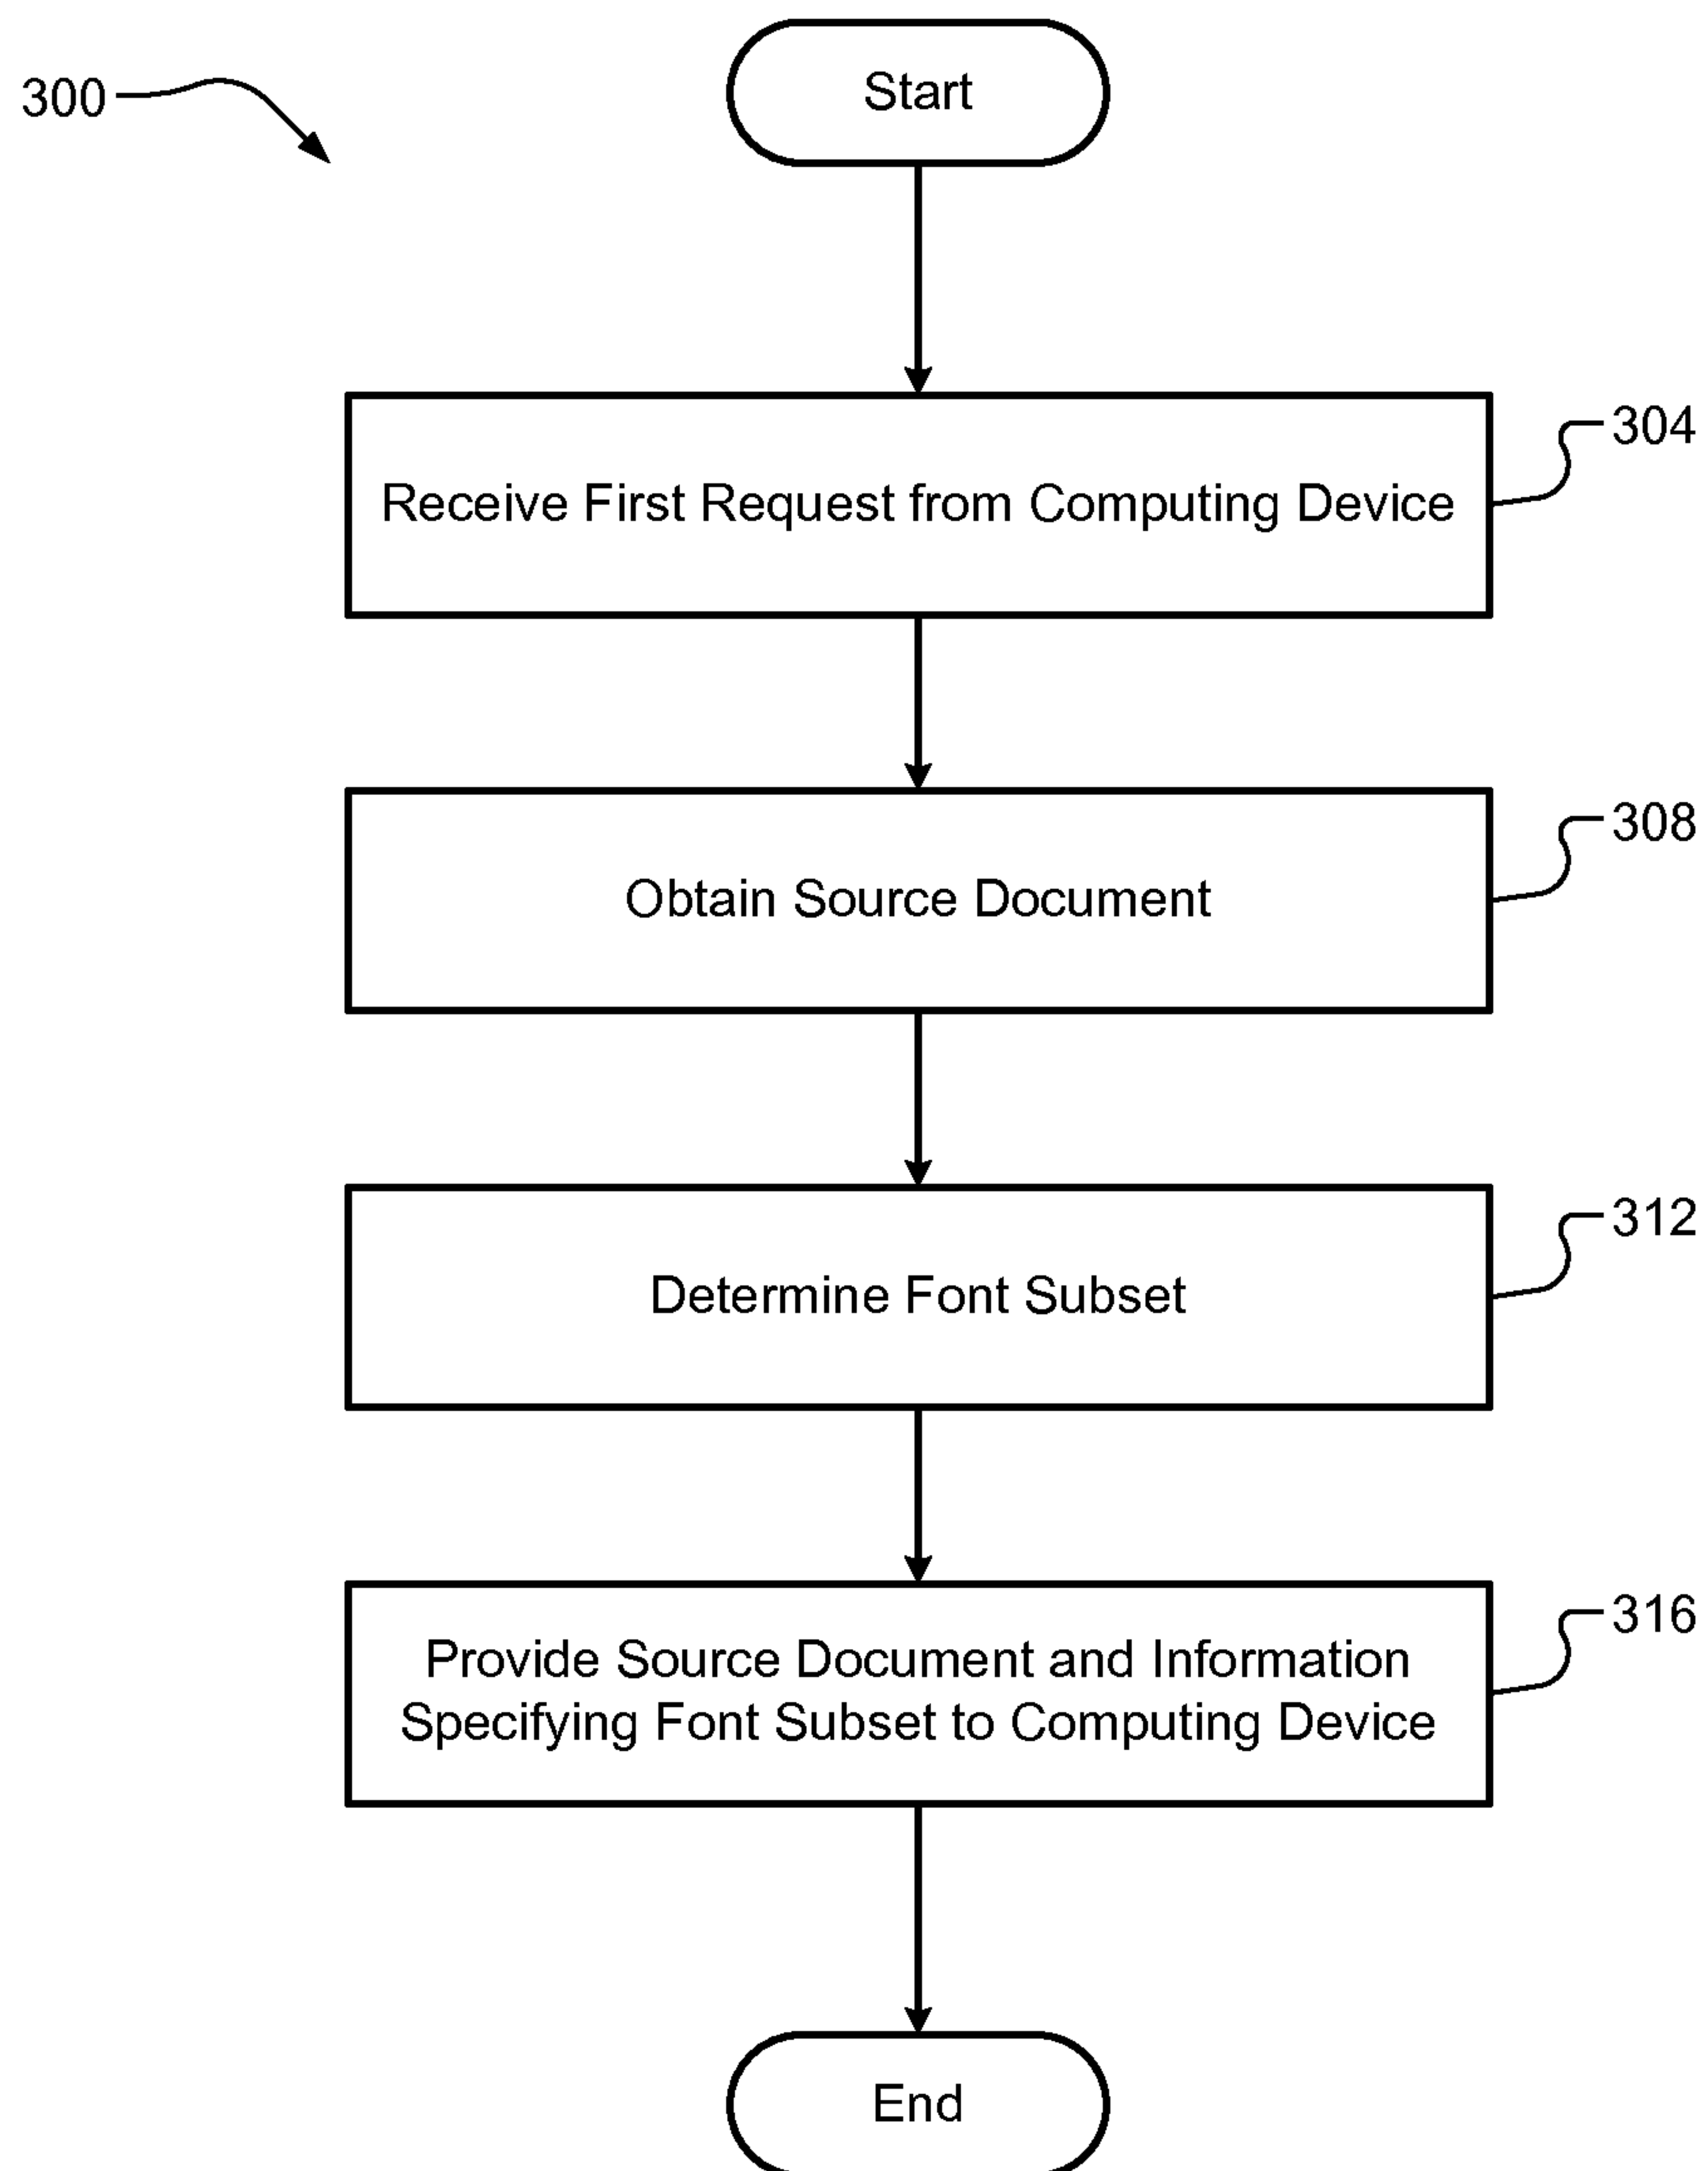 300
Start
Receive First Request from Computing Device
304
Obtain Source Document
308
Determine Font Subset
312
Provide Source Document and Information
Specifying Font Subset to Computing Device
316
End